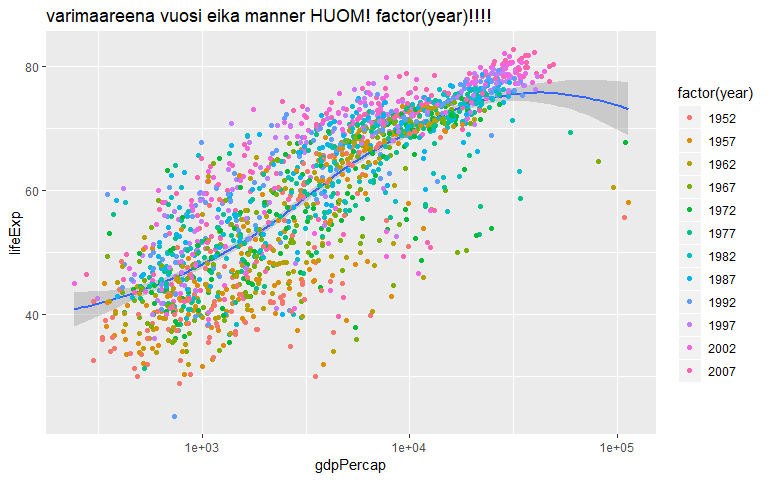 varimaareena vuosi eika manner HUOM! factor(year)!!!!
80
60
40
lifeExp
1e+03
1e+04
1e+05
gdpPercap
factor(year)
1952
1957
1962
1967
1972
1977
1982
1987
1992
1997
2002
2007